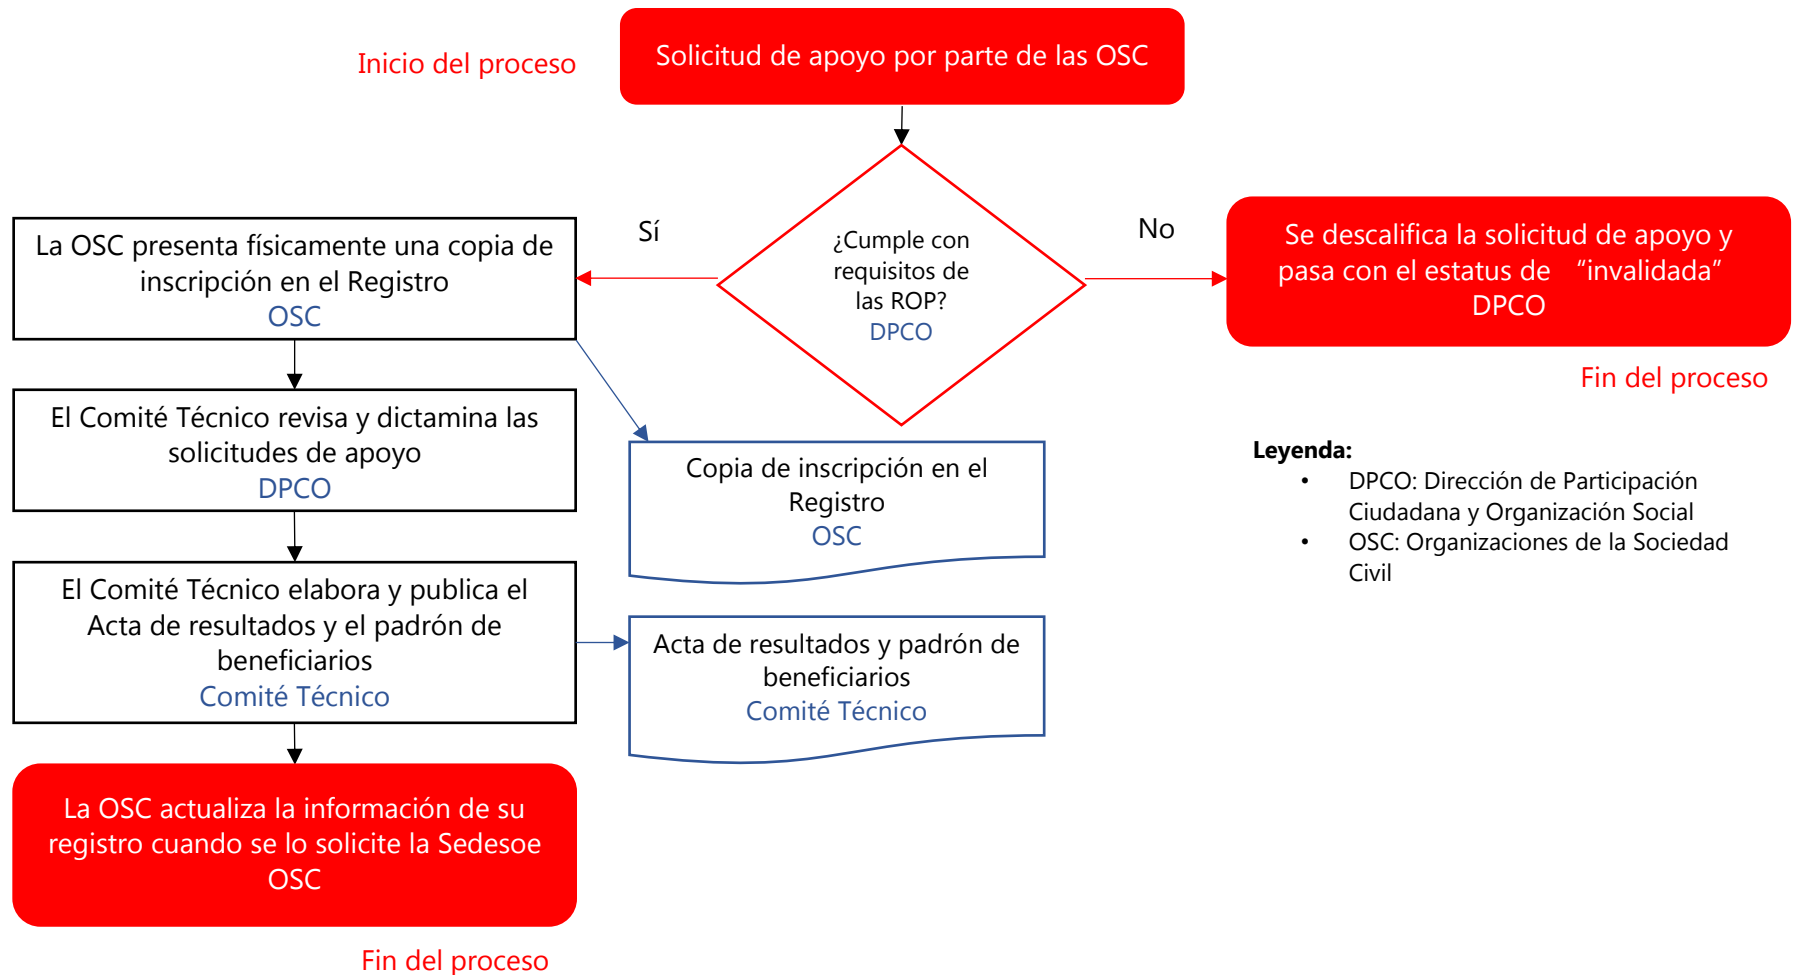 Inicio del proceso
Solicitud de apoyo por parte de las OSC
Sí
¿Cumple con
requisitos de
las ROP?
DPCO
No
Se descalifica la solicitud de apoyo y
pasa con el estatus de “invalidada”
DPCO
Fin del proceso
La OSC presenta físicamente una copia de
inscripción en el Registro
OSC
El Comité Técnico revisa y dictamina las
solicitudes de apoyo
DPCO
Copia de inscripción en el
Registro
OSC
Leyenda:
• DPCO: Dirección de Participación
Ciudadana y Organización Social
• OSC: Organizaciones de la Sociedad
Civil
El Comité Técnico elabora y publica el
Acta de resultados y el padrón de
beneficiarios
Comité Técnico
Acta de resultados y padrón de
beneficiarios
Comité Técnico
La OSC actualiza la información de su
registro cuando se lo solicite la Sedesoe
OSC
Fin del proceso